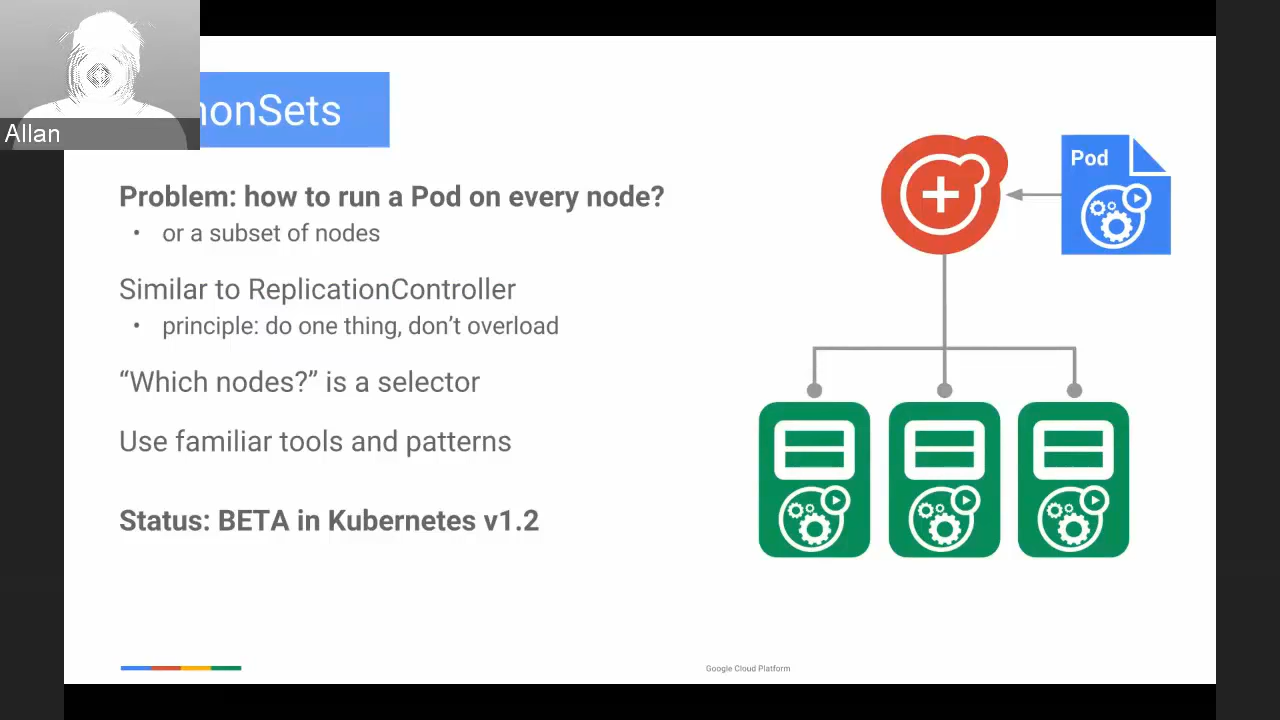 Allan
monSets
Problem: how to run a Pod on every node?
• or a subset of nodes
Similar to ReplicationController
• principle: do one thing, don’t overload
“Which nodes?” is a selector
Use familiar tools and patterns
Status: BETA in Kubernetes v1.2
Pod
Google Cloud Platform